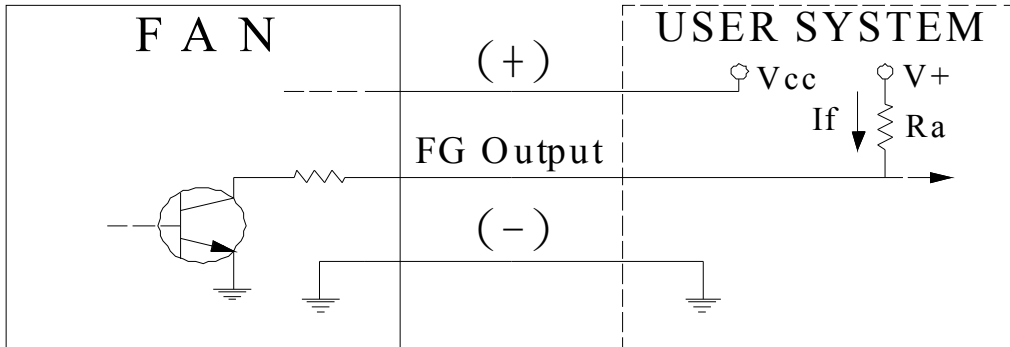 F A N
USER SYSTEM
(+)
Vcc
V+
If
Ra
FG Output
(-)